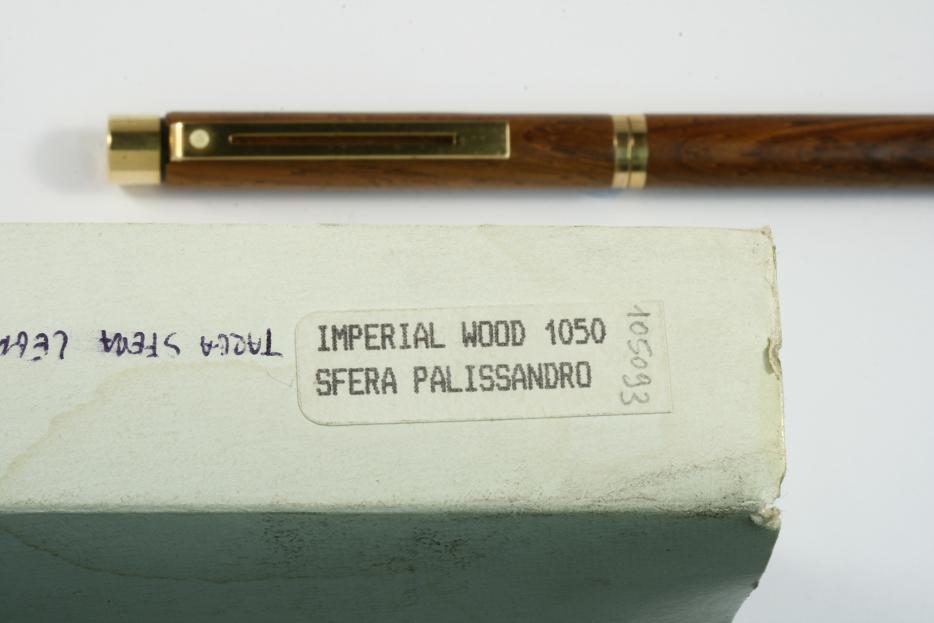 IMPERIAL WOOD 1050
SFERA PALISSANDRO
105093
TARGA SFERA